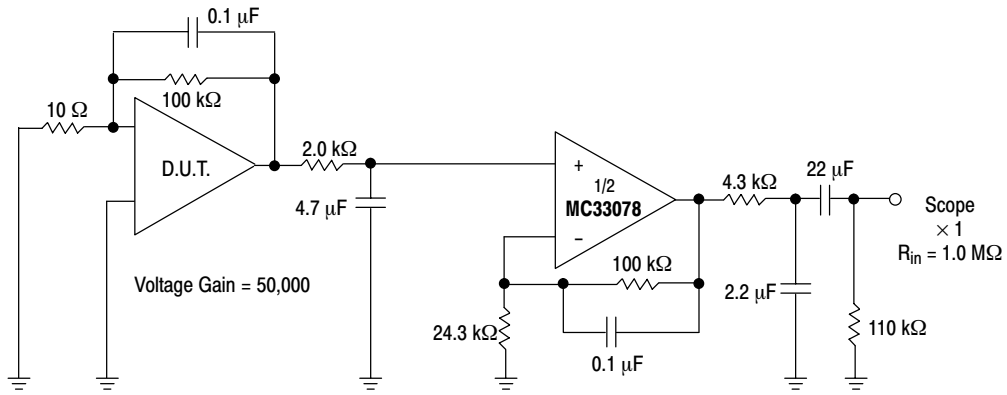 0.1 µF
100 kΩ
10 Ω
D.U.T.
2.0 kΩ
4.7 µF
Voltage Gain = 50,000
+
1/2
MC33078
−
4.3 kΩ
22 µF
Scope
× 1
Rin = 1.0 MΩ
100 kΩ
2.2 µF
24.3 kΩ
0.1 µF
110 kΩ